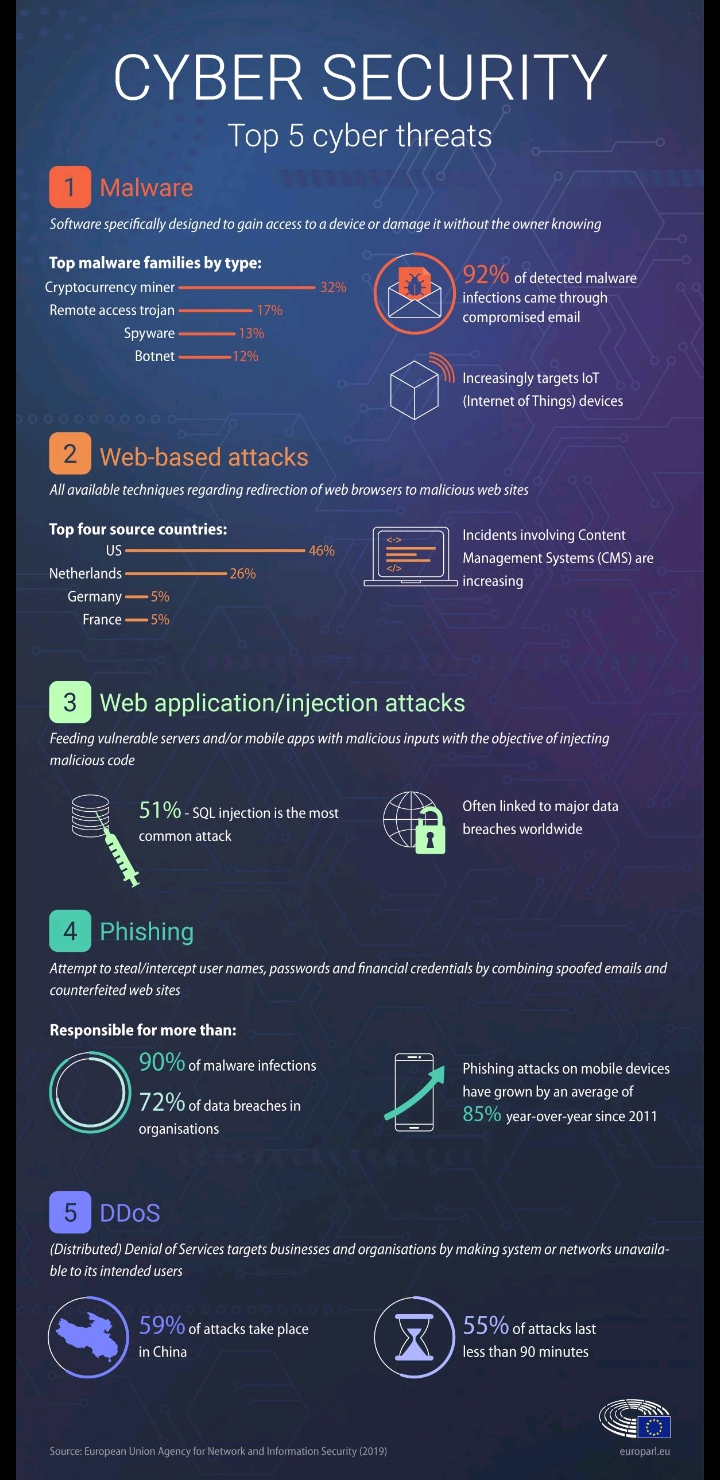 CYBER SECURITY
Top 5 cyber threats
1 Malware
Software specifically designed to gain access to a device or damage it without the owner knowing
Top malware families by type:
Cryptocurrency miner 32%
Remote access trojan 17%
Spyware 13%
Botnet 12%
92% of detected malware
infections came through
compromised email
Increasingly targets IoT
(Internet of Things) devices
2 Web-based attacks
All available techniques regarding redirection of web browsers to malicious web sites
Top four source countries:
US 46%
Netherlands 26%
Germany 5%
France 5%
<->
</>
Incidents involving Content
Management Systems (CMS) are
increasing
3 Web application/injection attacks
Feeding vulnerable servers and/or mobile apps with malicious inputs with the objective of injecting
malicious code
51% - SQL injection is the most
common attack
Often linked to major data
breaches worldwide
4 Phishing
Attempt to steal/intercept user names, passwords and financial credentials by combining spoofed emails and
counterfeited web sites
Responsible for more than:
90% of malware infections
72% of data breaches in
organisations
Phishing attacks on mobile devices
have grown by an average of
85% year-over-year since 2011
5 DDoS
(Distributed) Denial of Services targets businesses and organisations by making system or networks unavaila-
ble to its intended users
59% of attacks take place
in China
55% of attacks last
less than 90 minutes
Source: European Union Agency for Network and Information Security (2019)
europarl.eu